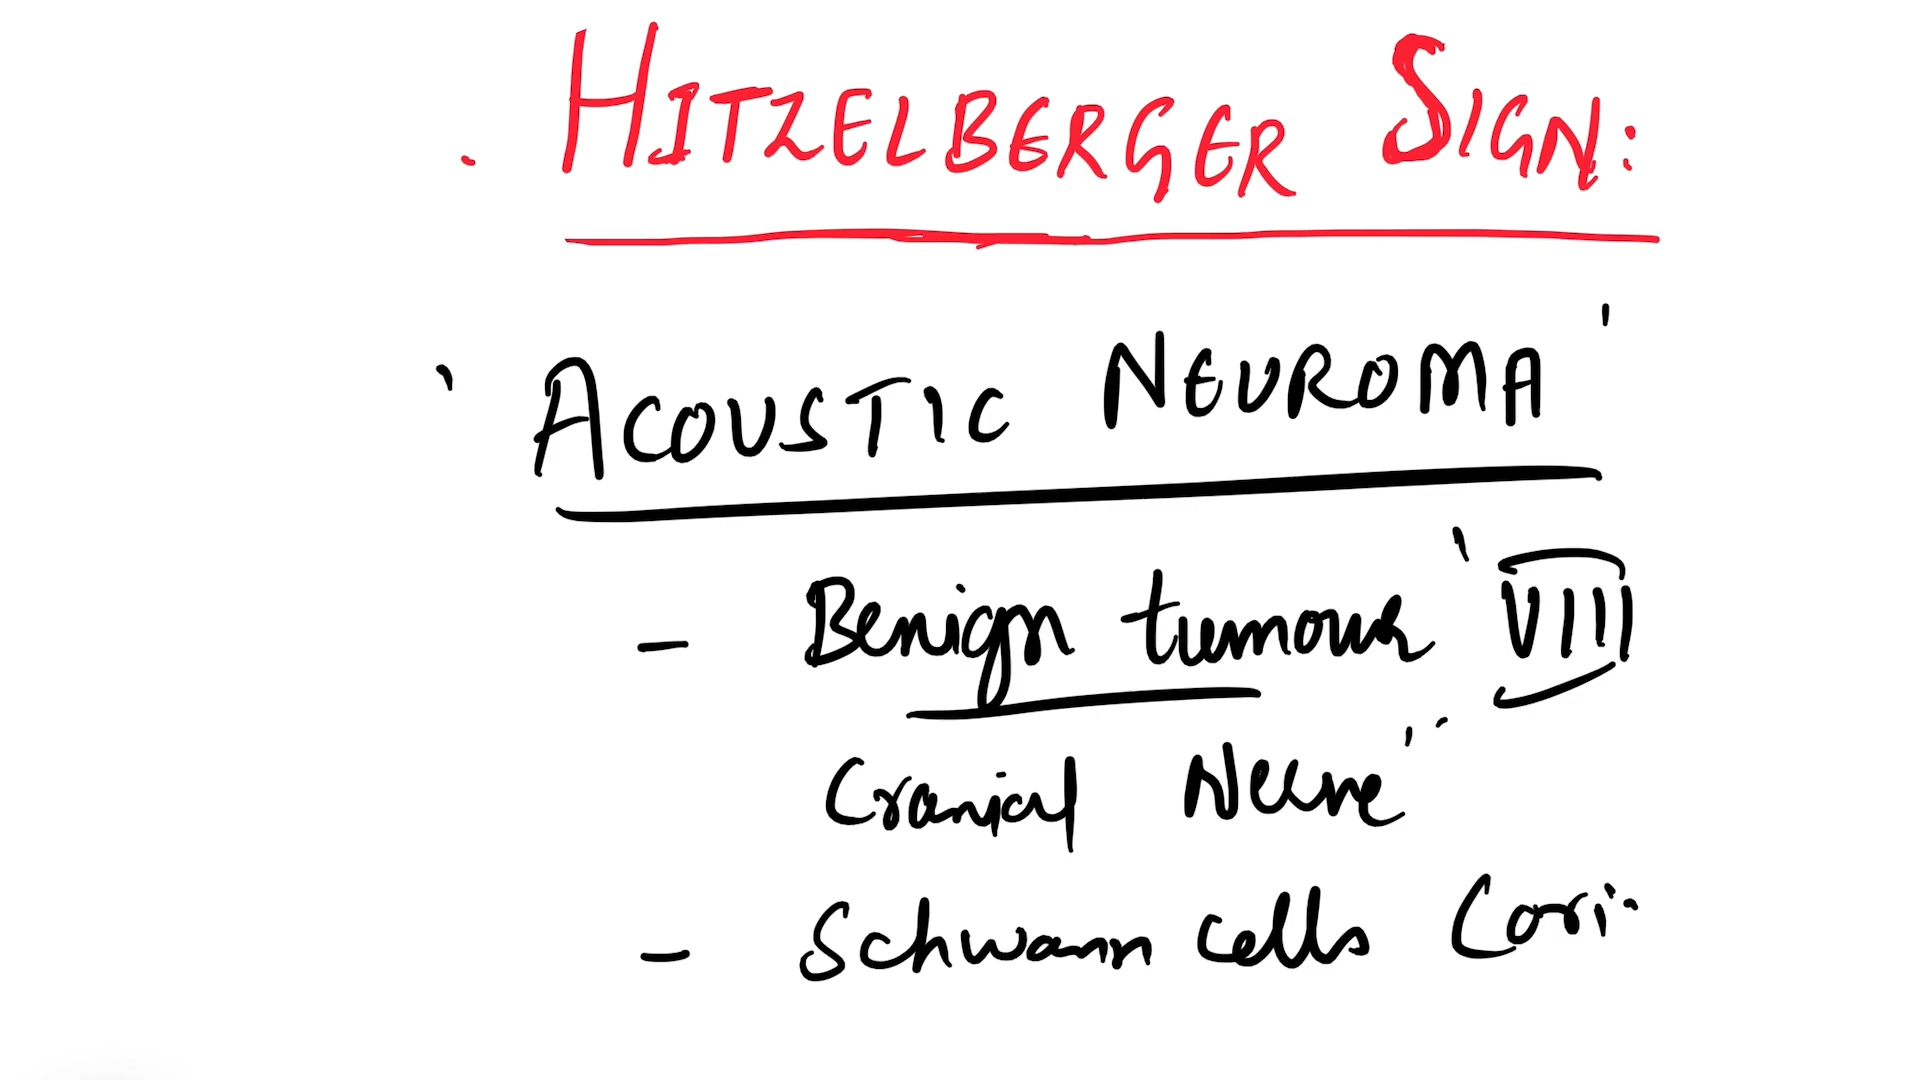 . HITZELBERGER SIGN:
' ACOUSTIC NEUROMA '
- Benign tumour ' VIII
Cranial Nerve"
- Schwann cells